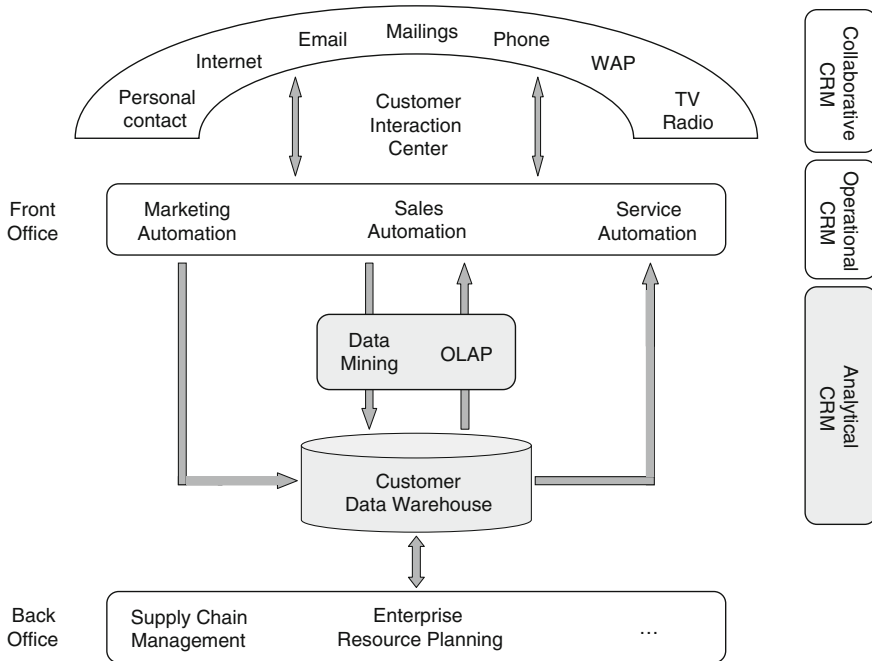 Mailings
Email
Phone
Internet
WAP
Personal
contact
TV
Radio
Customer
Interaction
Center
Collaborative
CRM
Front
Office
Marketing
Automation
Sales
Automation
Service
Automation
Operational
CRM
Data
Mining
OLAP
Analytical
CRM
Customer
Data Warehouse
Back
Office
Supply Chain
Management
Enterprise
Resource Planning
...